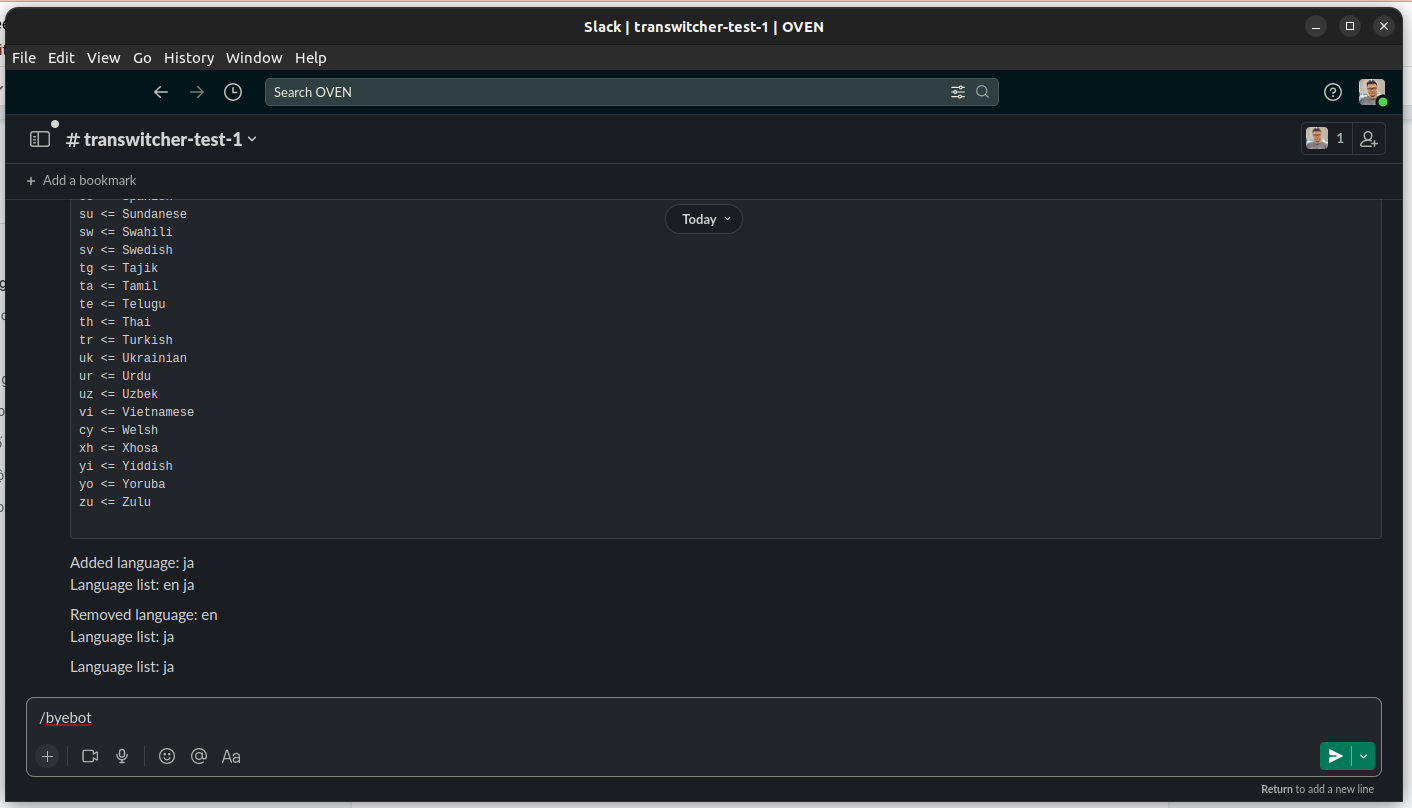 Slack | transwitcher-test-1 | OVEN
File Edit View Go History Window Help
Search OVEN
# transwitcher-test-1
1
+ Add a bookmark
Today
su <= Sundanese
sw <= Swahili
sv <= Swedish
tg <= Tajik
ta <= Tamil
te <= Telugu
th <= Thai
tr <= Turkish
uk <= Ukrainian
ur <= Urdu
uz <= Uzbek
vi <= Vietnamese
cy <= Welsh
xh <= Xhosa
yi <= Yiddish
yo <= Yoruba
zu <= Zulu
Added language: ja
Language list: en ja
Removed language: en
Language list: ja
Language list: ja
/byebot
Aa
Return to add a new line